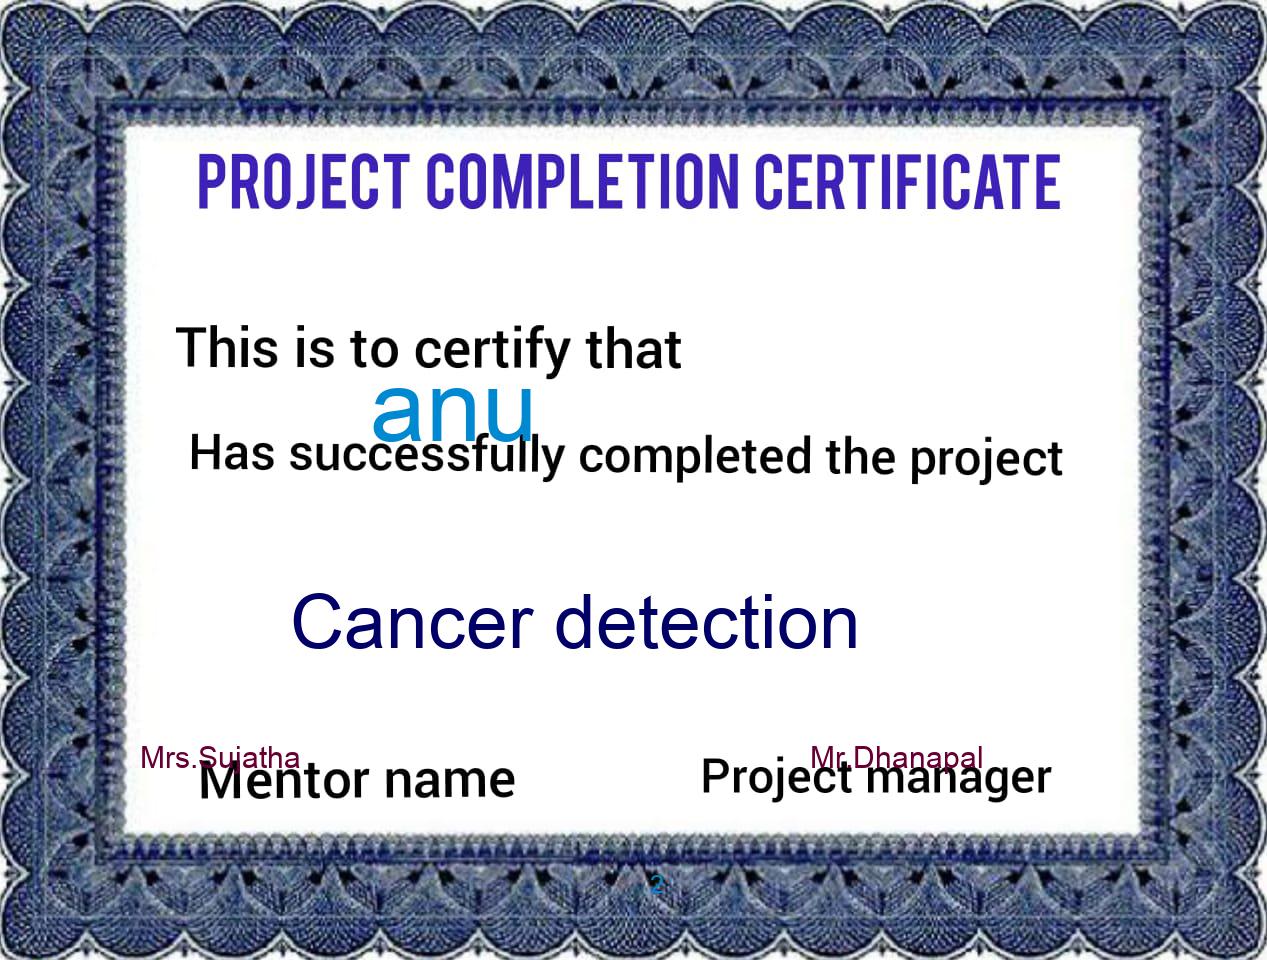 PROJECT COMPLETION CERTIFICATE
This is to certify that
anu
Has successfully completed the project
Cancer detection
Mrs.Sujatha
Mr.Dhanapal
Mentor name
Project manager
2